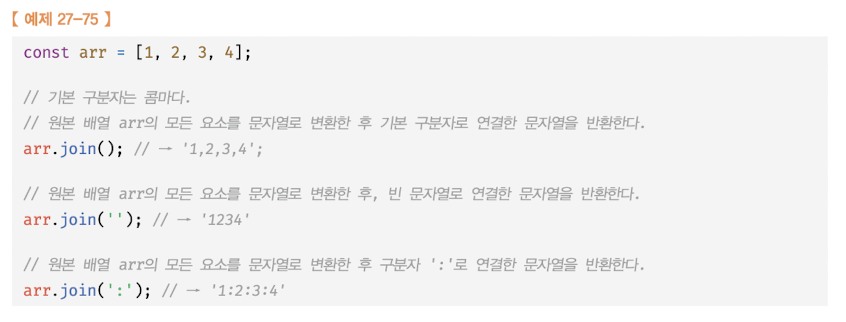 【 예제 27-75 】
const arr = [1, 2, 3, 4];
// 기본 구분자는 콤마다.
// 원본 배열 arr의 모든 요소를 문자열로 변환한 후 기본 구분자로 연결한 문자열을 반환한다.
arr.join(); // → '1,2,3,4';
// 원본 배열 arr의 모든 요소를 문자열로 변환한 후, 빈 문자열로 연결한 문자열을 반환한다.
arr.join(''); // → '1234'
// 원본 배열 arr의 모든 요소를 문자열로 변환한 후 구분자 ':'로 연결한 문자열을 반환한다.
arr.join(':'); // → '1:2:3:4'